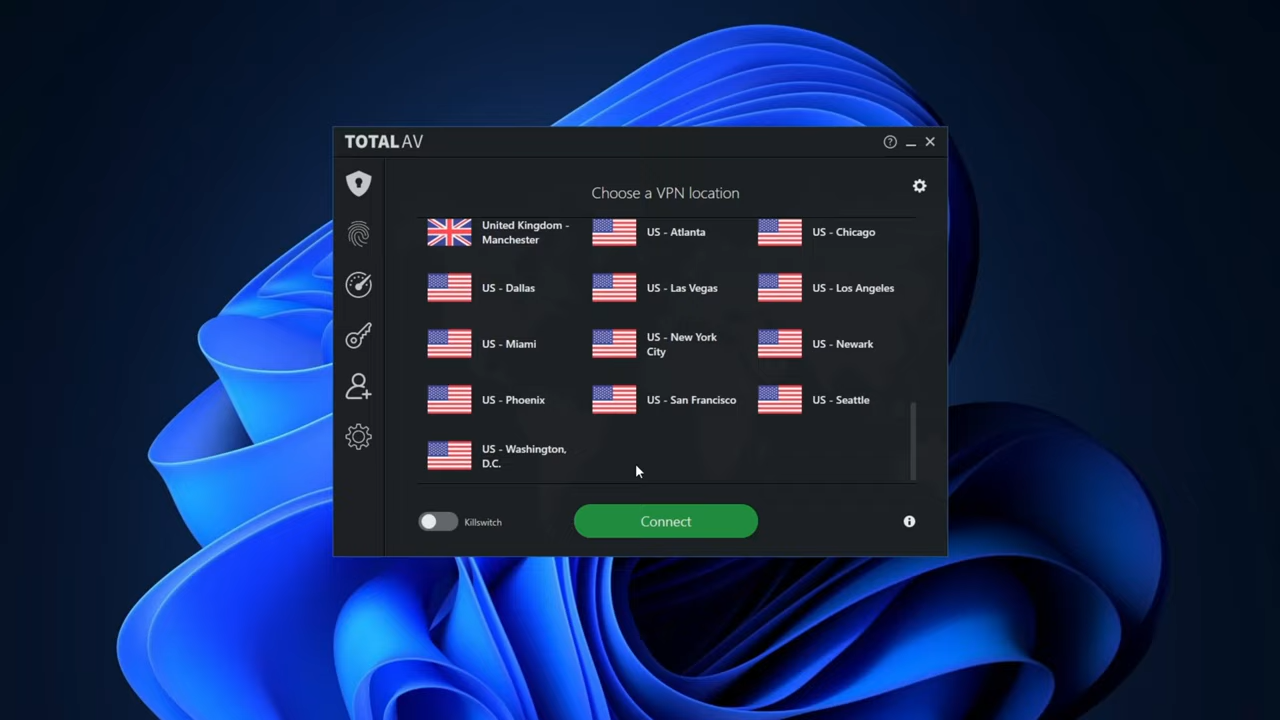 TOTAL AV
Choose a VPN location
United Kingdom -
Manchester
US - Atlanta
US - Chicago
US - Dallas
US - Las Vegas
US - Los Angeles
US - Miami
US - New York
City
US - Newark
US - Phoenix
US - San Francisco
US - Seattle
US - Washington,
D.C.
Killswitch
Connect